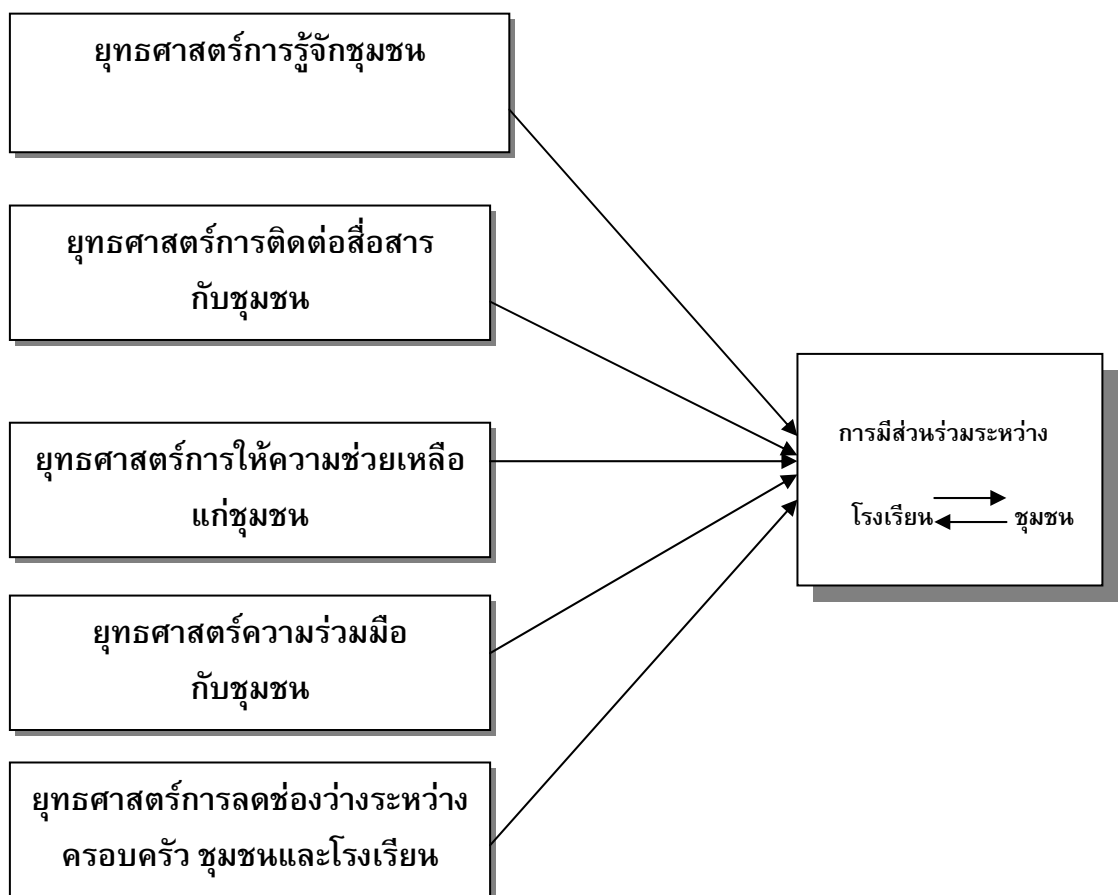 ยุทธศาสตร์การรู้จักชุมชน
ยุทธศาสตร์การติดต่อสื่อสาร
กับชุมชน
ยุทธศาสตร์การให้ความช่วยเหลือ
แก่ชุมชน
ยุทธศาสตร์ความร่วมมือ
กับชุมชน
ยุทธศาสตร์การลดช่องว่างระหว่าง
ครอบครัว ชุมชนและโรงเรียน
การมีส่วนร่วมระหว่าง
โรงเรียน ชุมชน